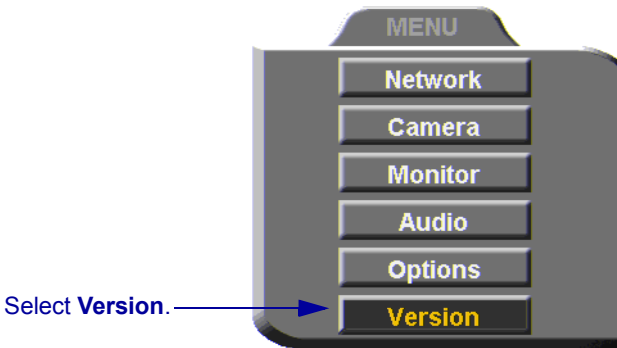 MENU
Network
Camera
Monitor
Audio
Options
Select Version.
Version